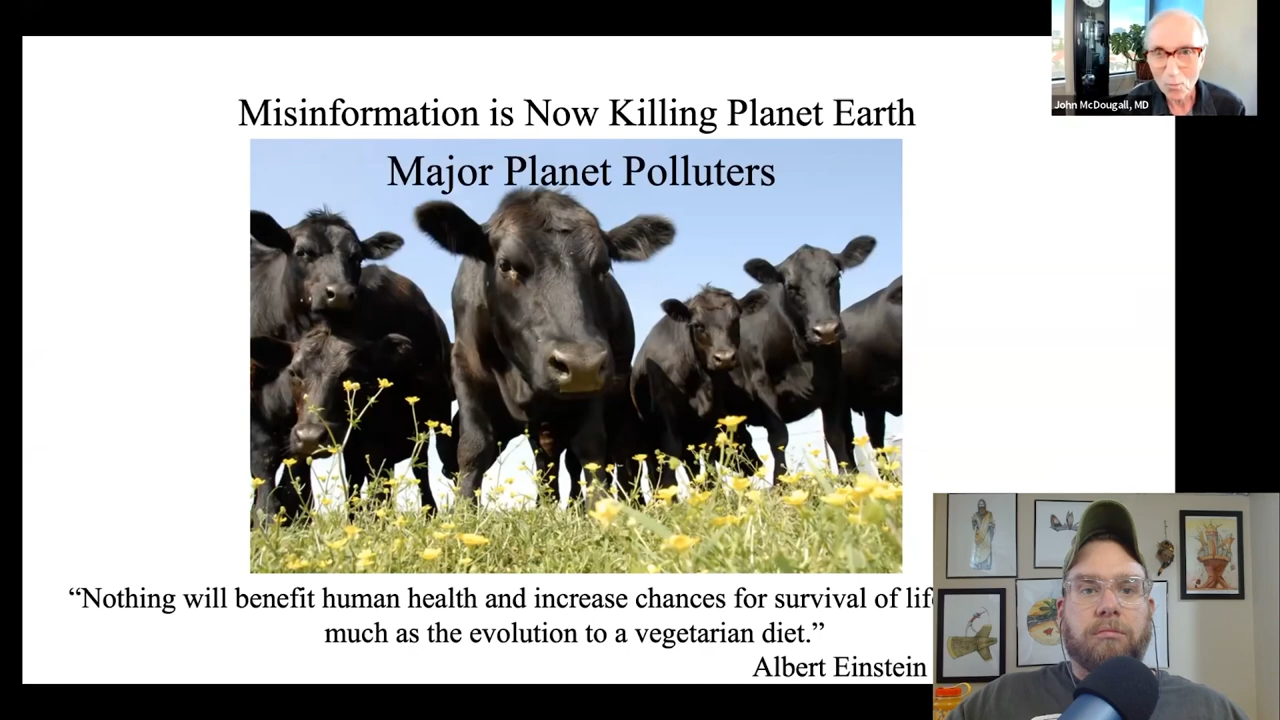 John McDougall, MD
Misinformation is Now Killing Planet Earth
Major Planet Polluters
“Nothing will benefit human health and increase chances for survival of
much as the evolution to a vegetarian diet.”
Albert Einstein